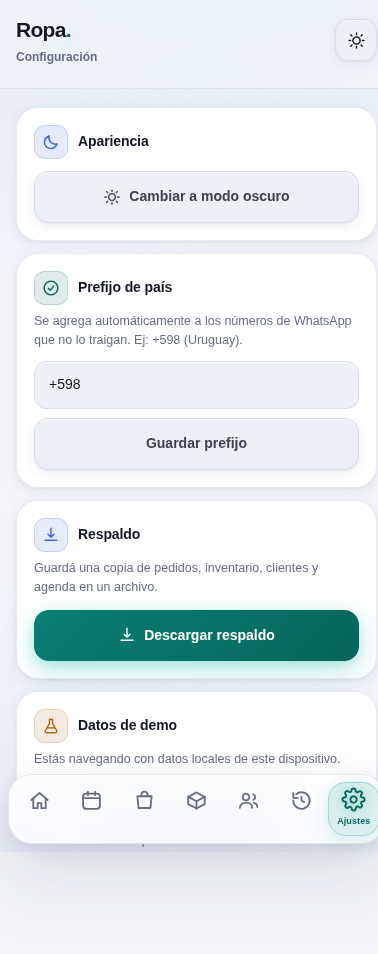 Ropa.
Configuración
Apariencia
Cambiar a modo oscuro
Prefijo de país
Se agrega automáticamente a los números de WhatsApp
que no lo traigan. Ej: +598 (Uruguay).
+598
Guardar prefijo
Respaldo
Guardá una copia de pedidos, inventario, clientes y
agenda en un archivo.
Descargar respaldo
Datos de demo
Estás navegando con datos locales de este dispositivo.
Ajustes